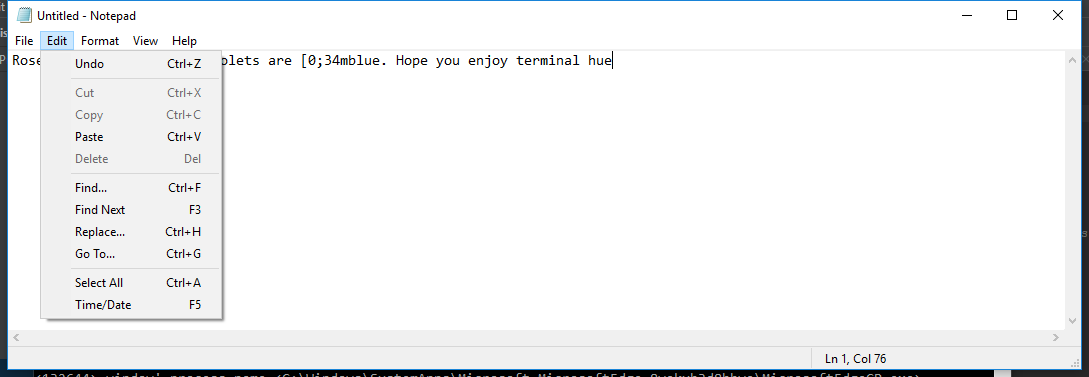 Untitled - Notepad
File Edit Format View Help
Rose olets are [0;34mblue. Hope you enjoy terminal hue
Undo Ctrl+Z
Cut Ctrl+X
Copy Ctrl+C
Paste Ctrl+V
Delete Del
Find... Ctrl+F
Find Next F3
Replace... Ctrl+H
Go To... Ctrl+G
Select All Ctrl+A
Time/Date F5
Ln 1, Col 76